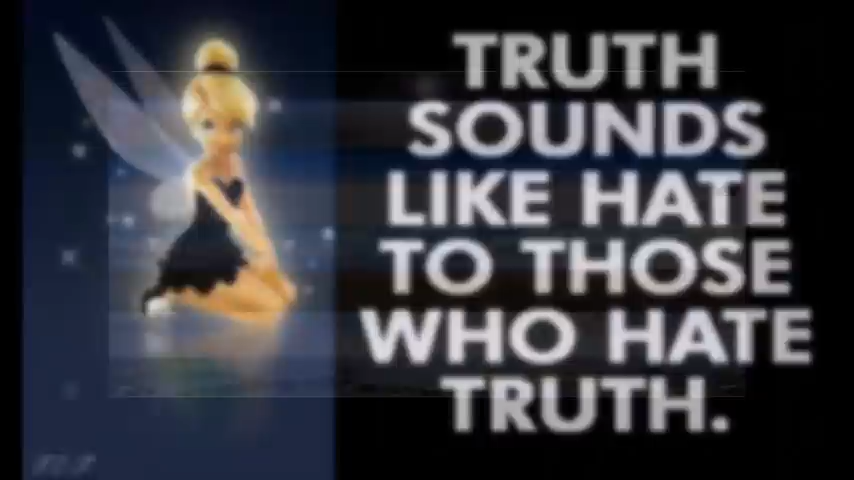 TRUTH
SOUNDS
LIKE HATE
TO THOSE
WHO HATE
TRUTH.